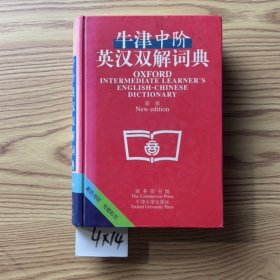 牛津中阶
英汉双解词典
OXFORD
INTERMEDIATE LEARNER'S
ENGLISH-CHINESE
DICTIONARY
新版
New edition
商务印书馆
The Commercial Press
牛津大学出版社
Oxford University Press
4X14